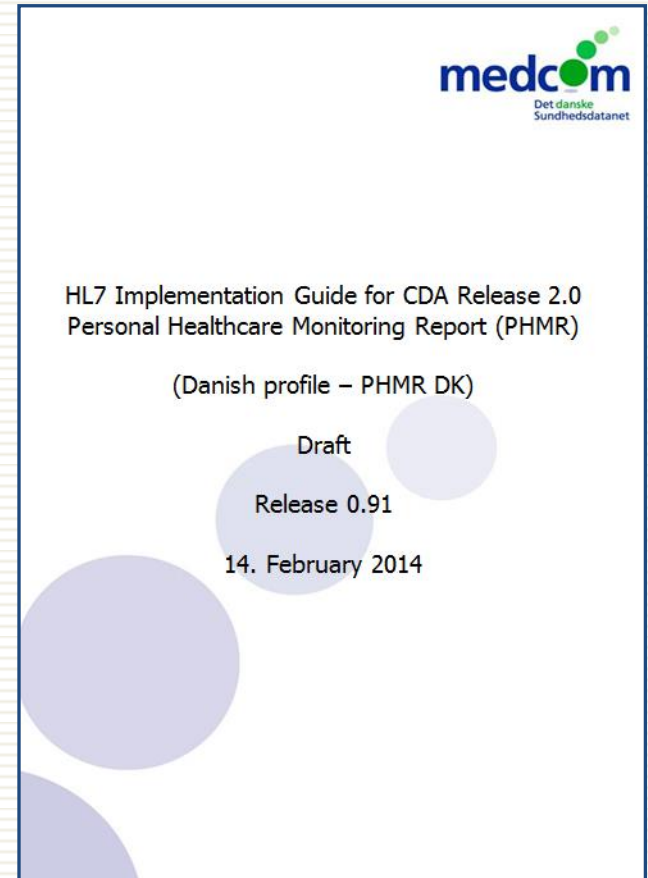 medcom
Det danske
Sundhedsdatanet
HL7 Implementation Guide for CDA Release 2.0
Personal Healthcare Monitoring Report (PHMR)
(Danish profile – PHMR DK)
Draft
Release 0.91
14. February 2014